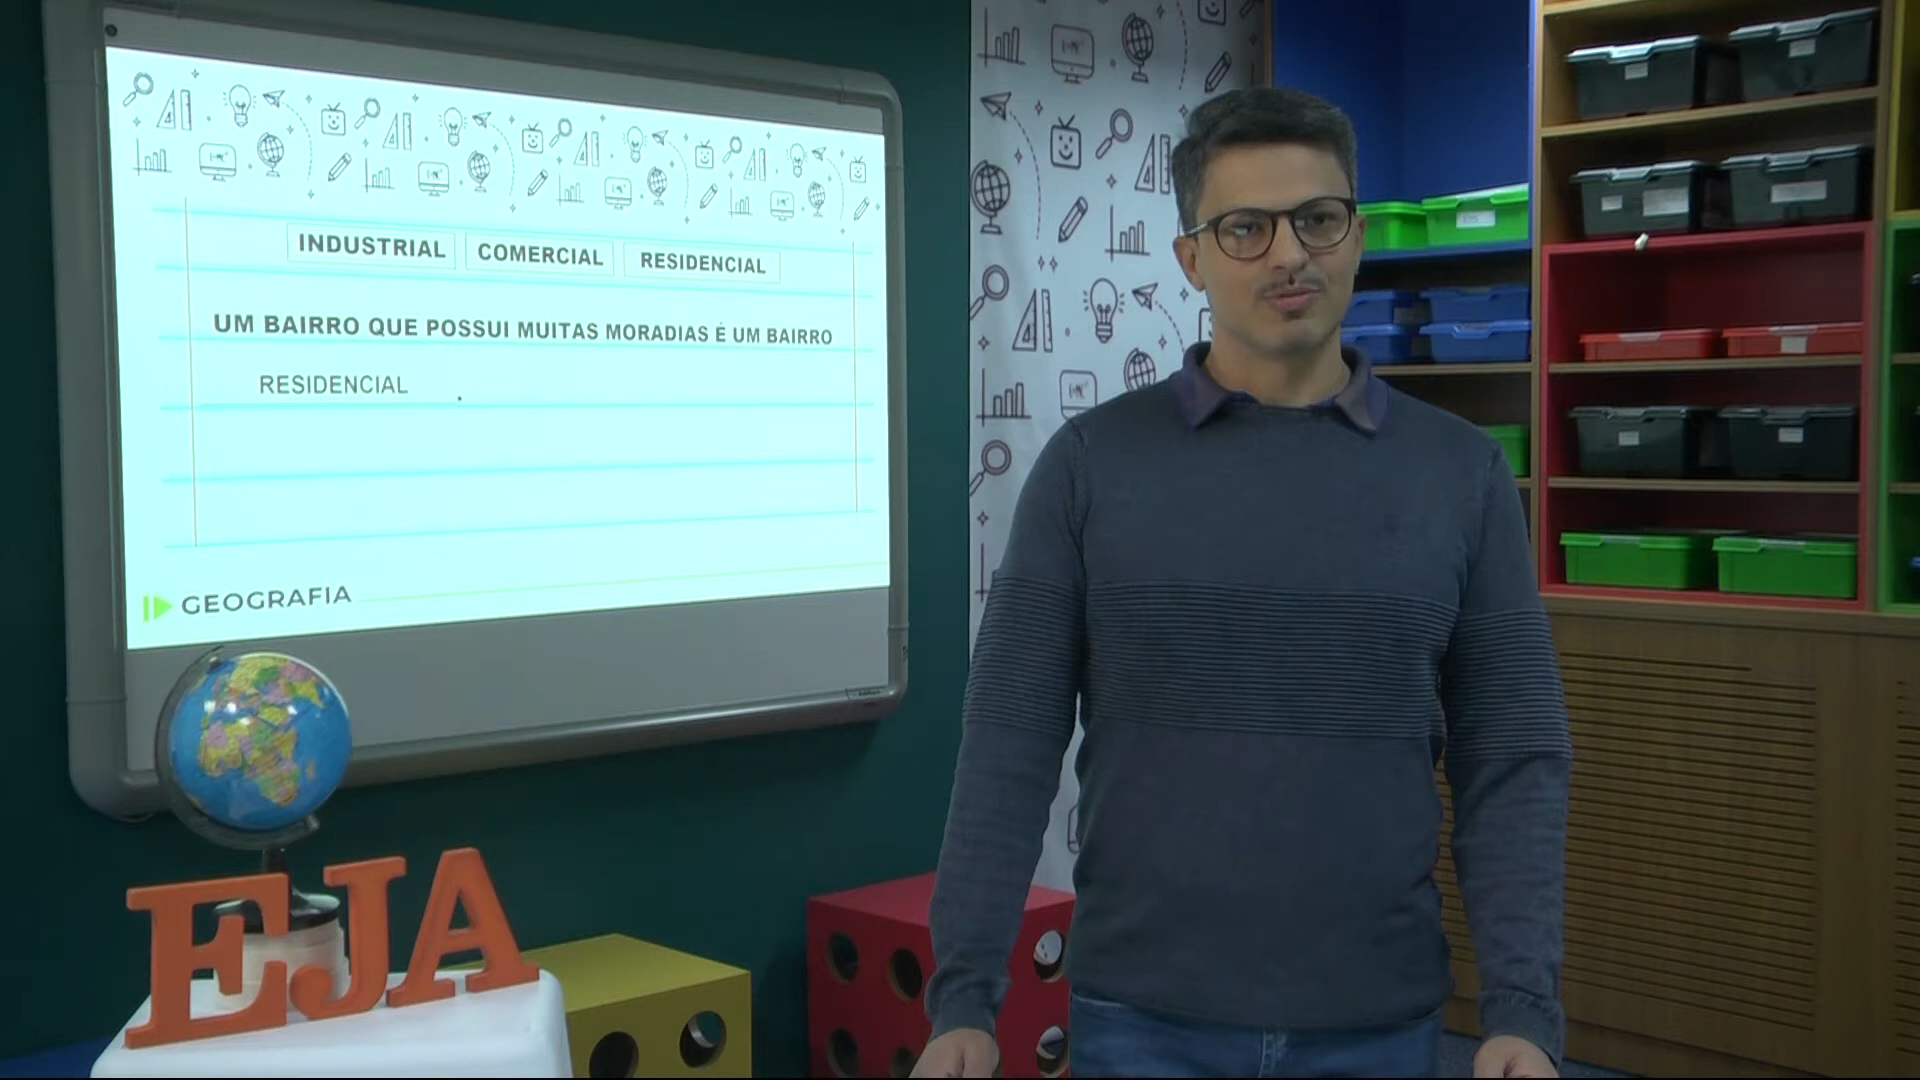 INDUSTRIAL COMERCIAL RESIDENCIAL
UM BAIRRO QUE POSSUI MUITAS MORADIAS É UM BAIRRO
RESIDENCIAL .
GEOGRAFIA
EJA